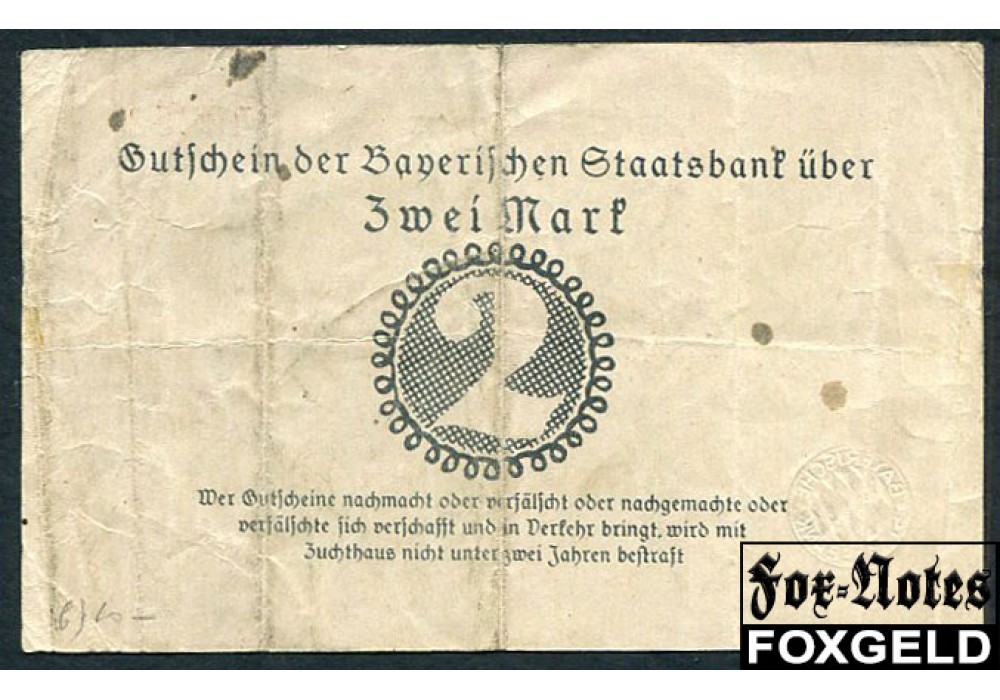 Gutschein der Bayerischen Staatsbank über
Zwei Mark
2
Wer Gutscheine nachmacht oder verfälscht oder nachgemachte oder
verfälschte sich verschafft und in Verkehr bringt, wird mit
Zuchthaus nicht unter zwei Jahren bestraft
Fox-Notes
FOXGELD